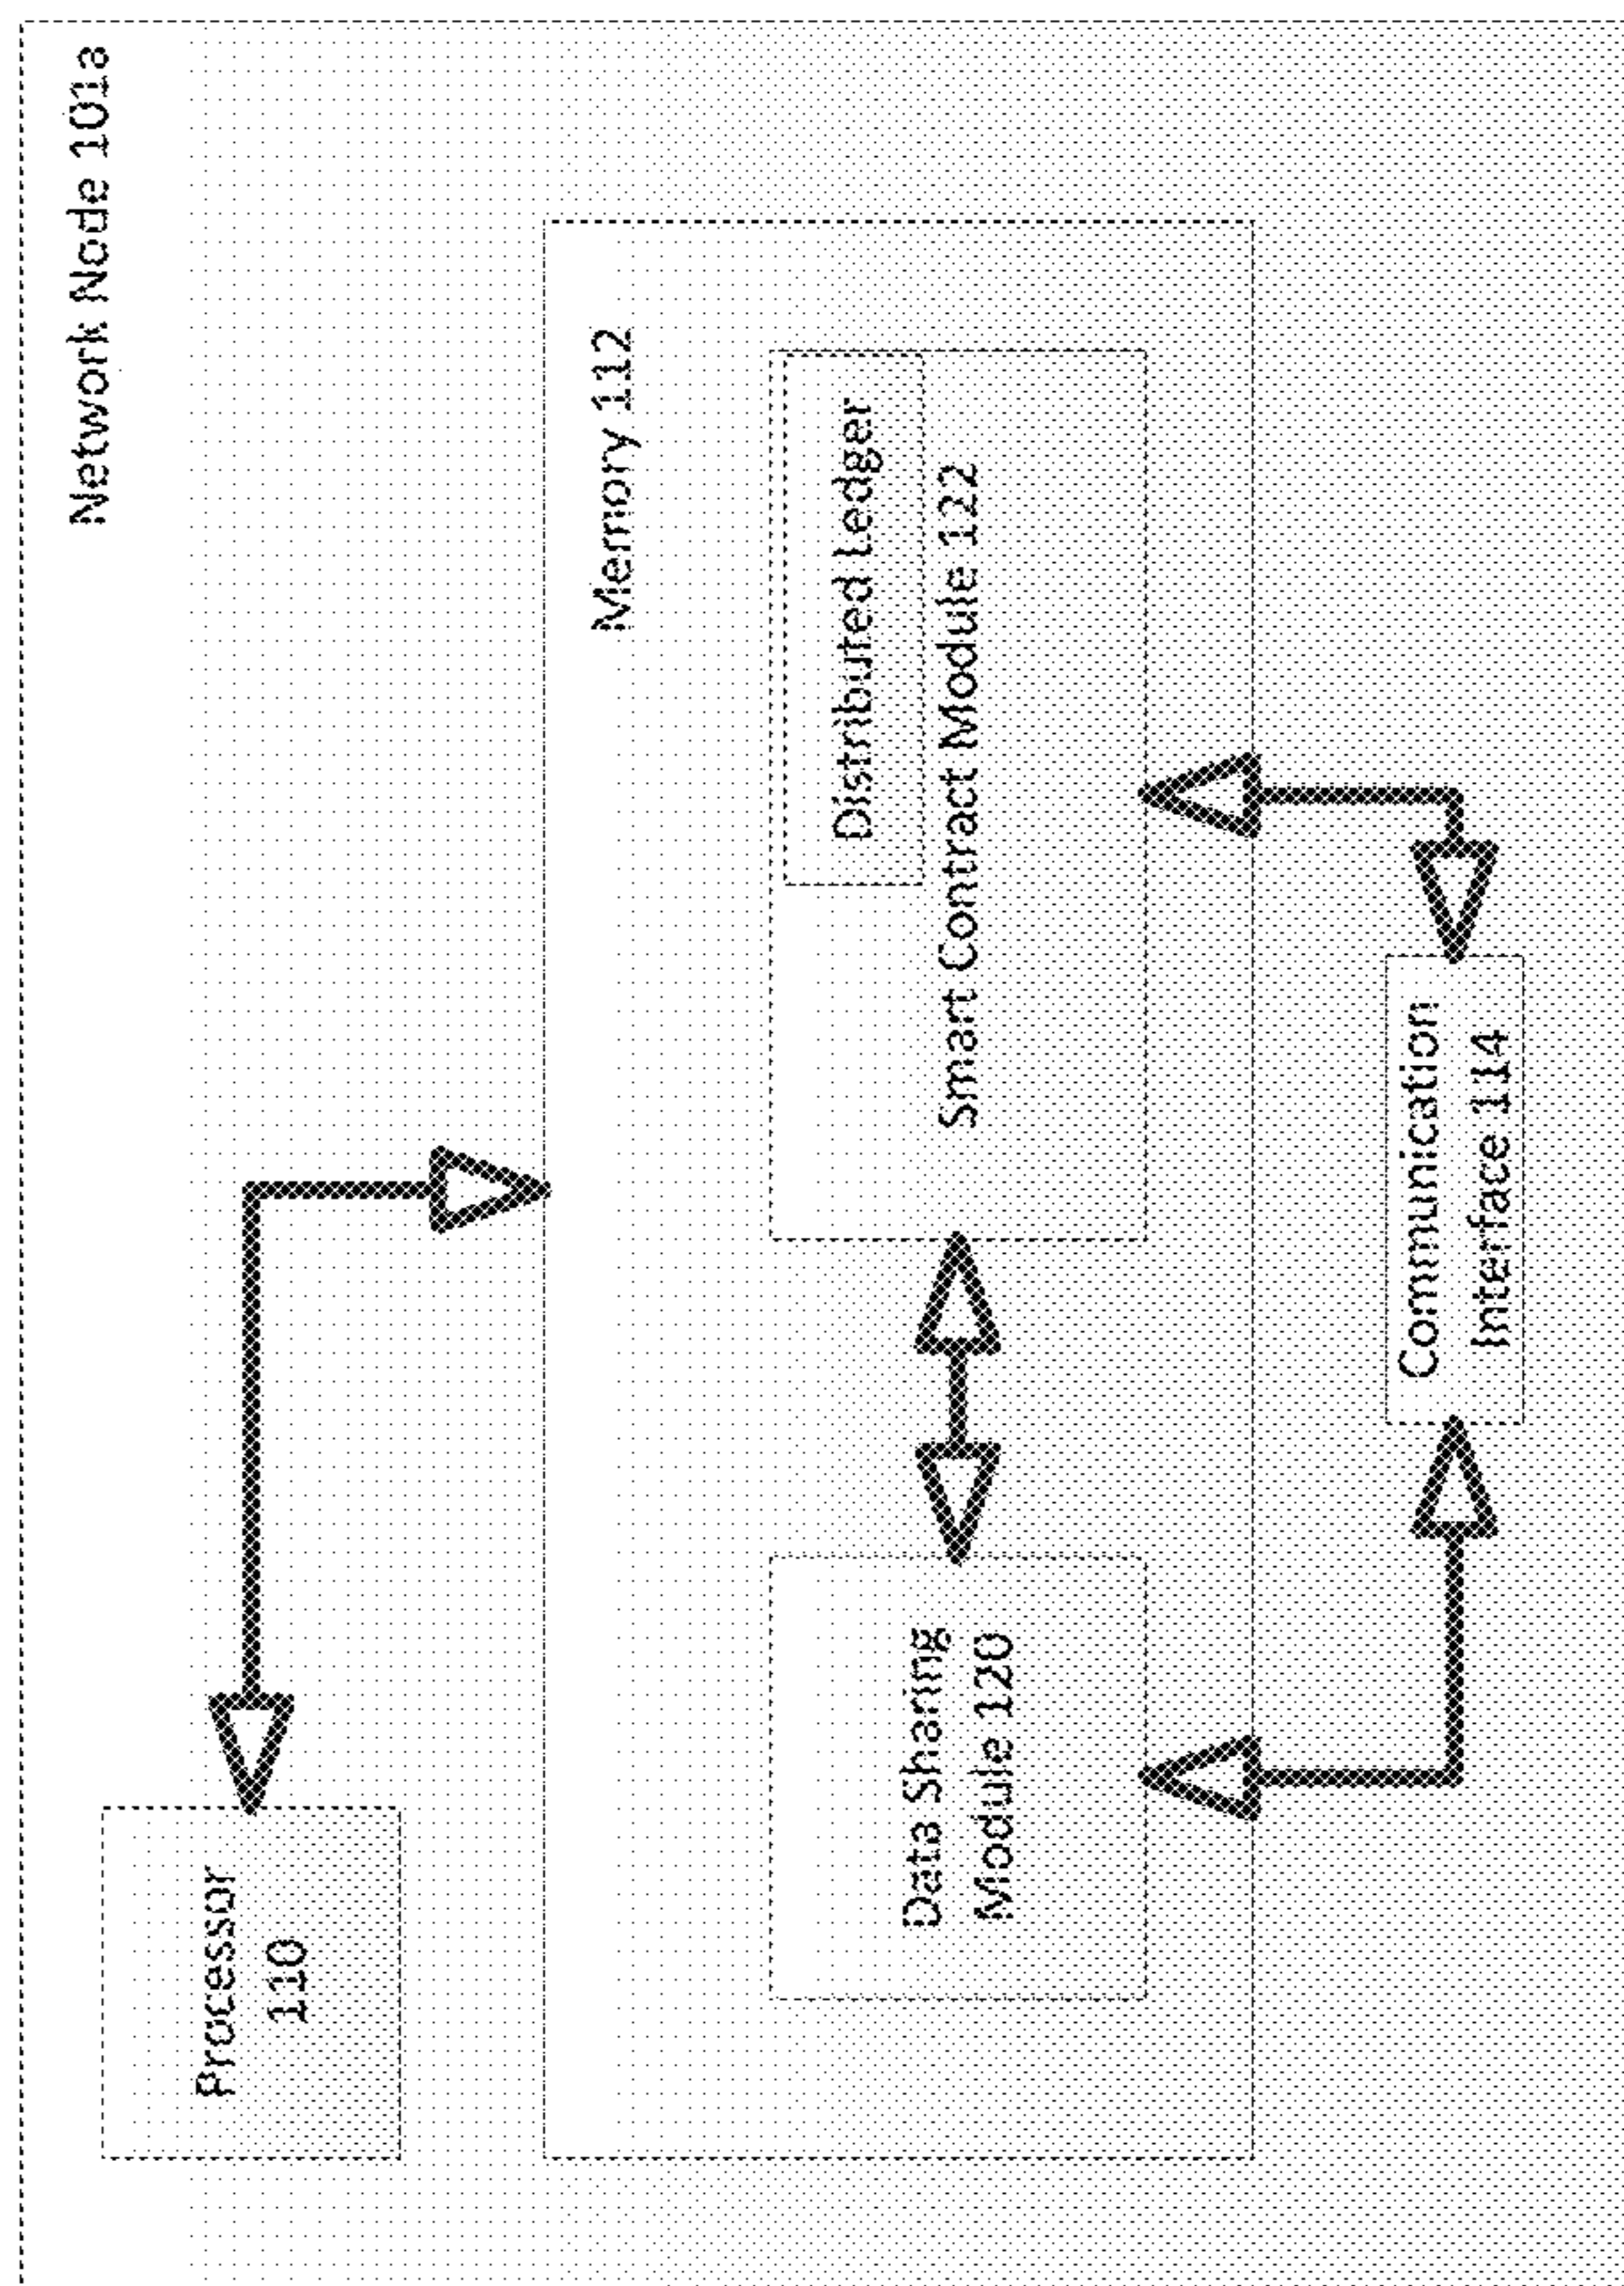 Network Node 101a
Processor
110
Memory 112
Data Sharing
Module 120
Distributed Ledger
Smart Contract Module 122
Communication
Interface 114